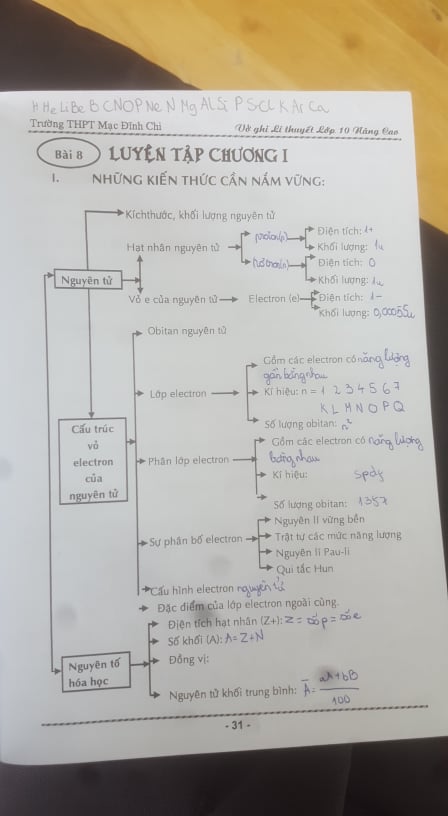 H He Li Be B C N O P Ne N Mg Al Si P S Cl K Ar Ca
Trường THPT Mạc Đĩnh Chi Vở ghi Lí thuyết Lớp 10 Nâng Cao
Bài 8 LUYỆN TẬP CHƯƠNG I
I. NHỮNG KIẾN THỨC CẦN NẮM VỮNG:
Kíchthước, khối lượng nguyên tử
Hạt nhân nguyên tử
proton(p)
Điện tích: 1+
Khối lượng: 1u
nơtron(n)
Điện tích: 0
Khối lượng: 1u
Nguyên tử
Vỏ e của nguyên tử
Electron (e)
Điện tích: 1-
Khối lượng: 0,00055u
Obitan nguyên tử
Lớp electron
Gồm các electron có năng lượng
gần bằng nhau
Kí hiệu: n = 1 2 3 4 5 6 7
K L M N O P Q
Số lượng obitan: n²
Cấu trúc
vỏ
electron
của
nguyên tử
Phân lớp electron
Gồm các electron có năng lượng
bằng nhau
Kí hiệu: spdf
Số lượng obitan: 1357
Sự phân bố electron
Nguyên lí vững bền
Trật tự các mức năng lượng
Nguyên lí Pau-li
Qui tắc Hun
Cấu hình electron nguyên tử
Đặc điểm của lớp electron ngoài cùng.
Nguyên tố
hóa học
Điện tích hạt nhân (Z+): Z = số p = số e
Số khối (A): A = Z + N
Đồng vị:
Nguyên tử khối trung bình: A̅ = aA + bB
100
- 31 -